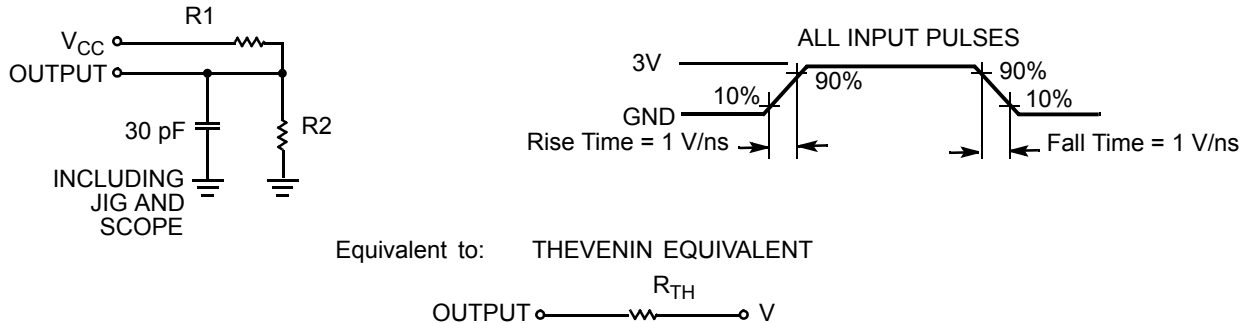 R1
VCC
OUTPUT
30 pF
R2
INCLUDING
JIG AND
SCOPE
ALL INPUT PULSES
3V
90%
90%
10%
10%
GND
Rise Time = 1 V/ns
Fall Time = 1 V/ns
Equivalent to: THEVENIN EQUIVALENT
RTH
OUTPUT
V